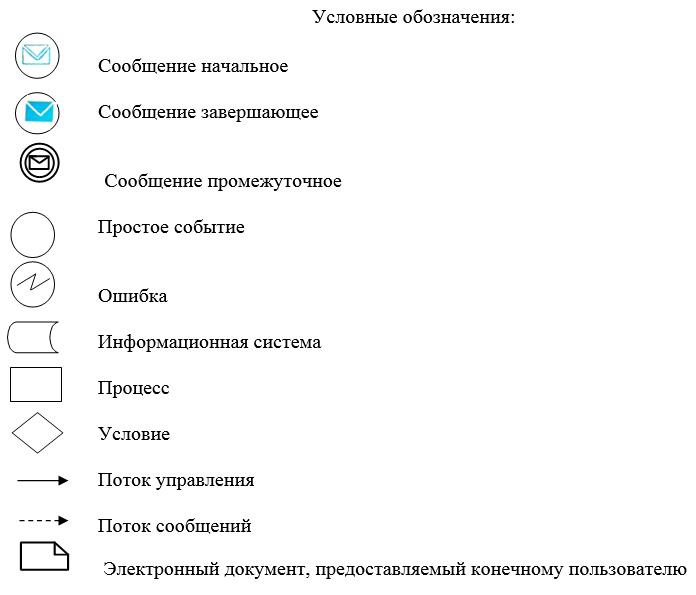 Условные обозначения:
Сообщение начальное
Сообщение завершающее
Сообщение промежуточное
Простое событие
Ошибка
Информационная система
Процесс
Условие
Поток управления
Поток сообщений
Электронный документ, предоставляемый конечному пользователю